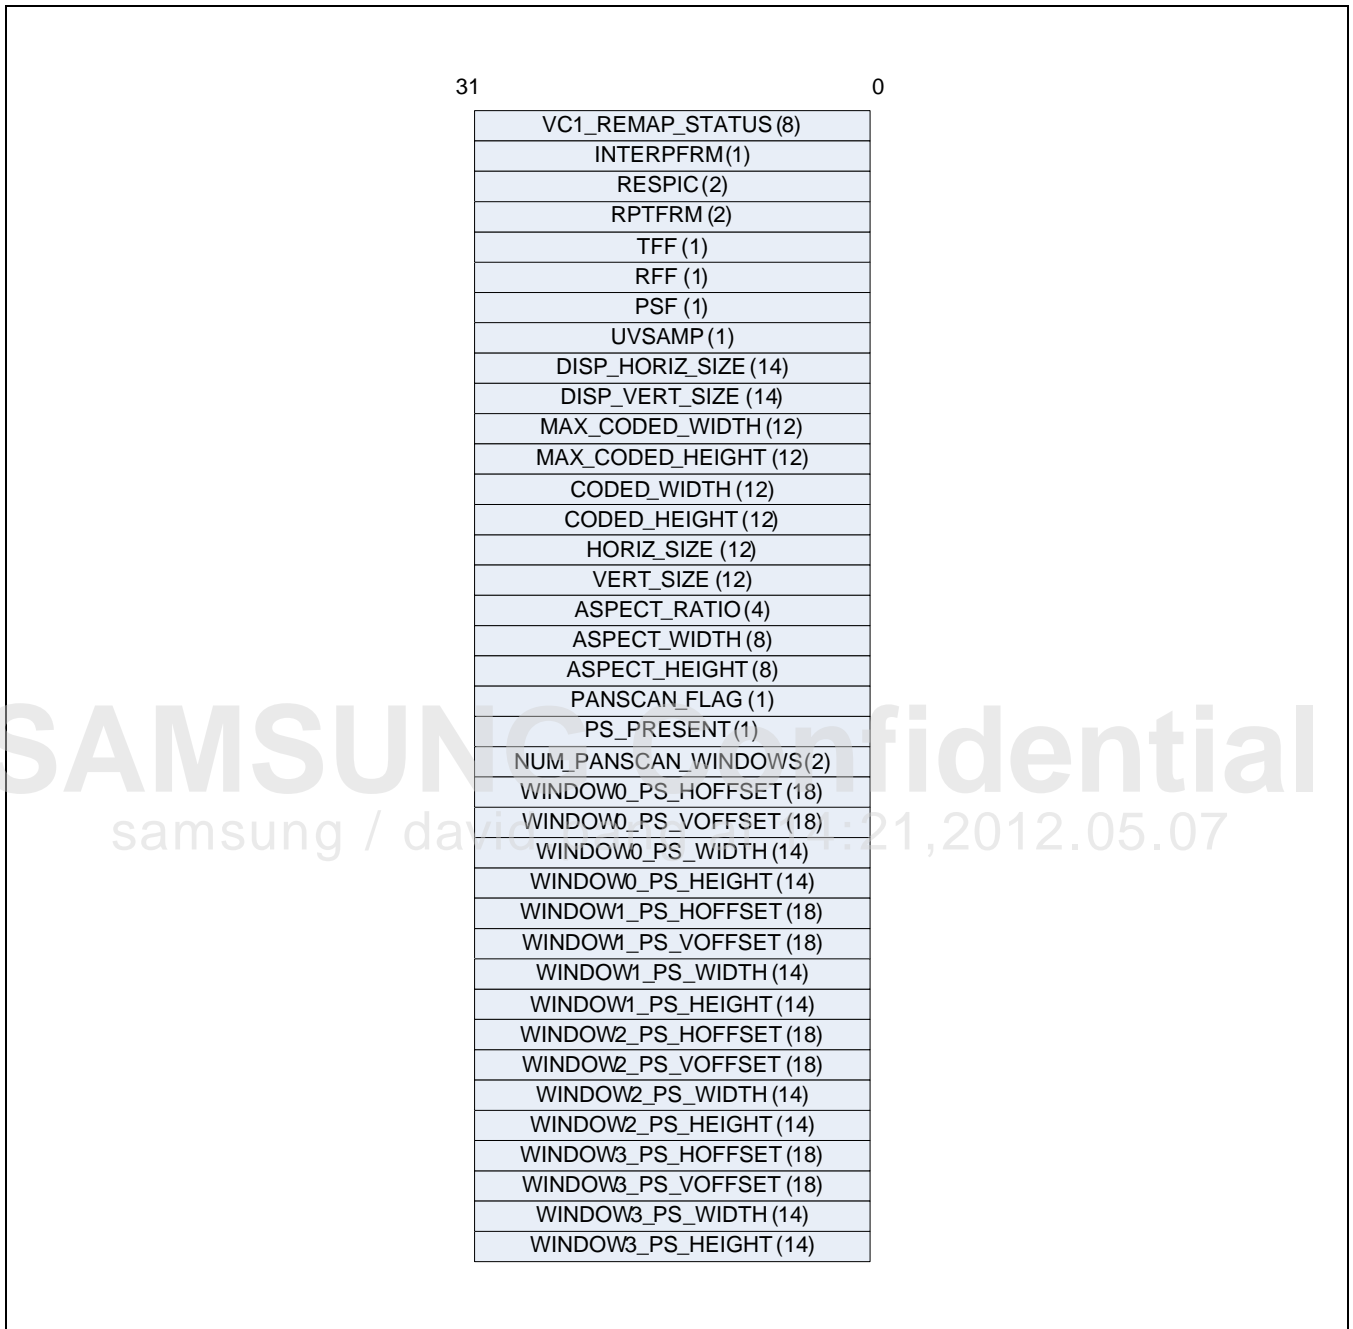 31 0
VC1_REMAP_STATUS (8)
INTERPFRM (1)
RESPIC (2)
RPTFRM (2)
TFF (1)
RFF (1)
PSF (1)
UVSAMP (1)
DISP_HORIZ_SIZE (14)
DISP_VERT_SIZE (14)
MAX_CODED_WIDTH (12)
MAX_CODED_HEIGHT (12)
CODED_WIDTH (12)
CODED_HEIGHT (12)
HORIZ_SIZE (12)
VERT_SIZE (12)
ASPECT_RATIO (4)
ASPECT_WIDTH (8)
ASPECT_HEIGHT (8)
PANSCAN_FLAG (1)
PS_PRESENT (1)
NUM_PANSCAN_WINDOWS (2)
WINDOW0_PS_HOFFSET (18)
WINDOW0_PS_VOFFSET (18)
WINDOW0_PS_WIDTH (14)
WINDOW0_PS_HEIGHT (14)
WINDOW1_PS_HOFFSET (18)
WINDOW1_PS_VOFFSET (18)
WINDOW1_PS_WIDTH (14)
WINDOW1_PS_HEIGHT (14)
WINDOW2_PS_HOFFSET (18)
WINDOW2_PS_VOFFSET (18)
WINDOW2_PS_WIDTH (14)
WINDOW2_PS_HEIGHT (14)
WINDOW3_PS_HOFFSET (18)
WINDOW3_PS_VOFFSET (18)
WINDOW3_PS_WIDTH (14)
WINDOW3_PS_HEIGHT (14)
SAMSUNG Confidential
samsung / david at 14:21,2012.05.07